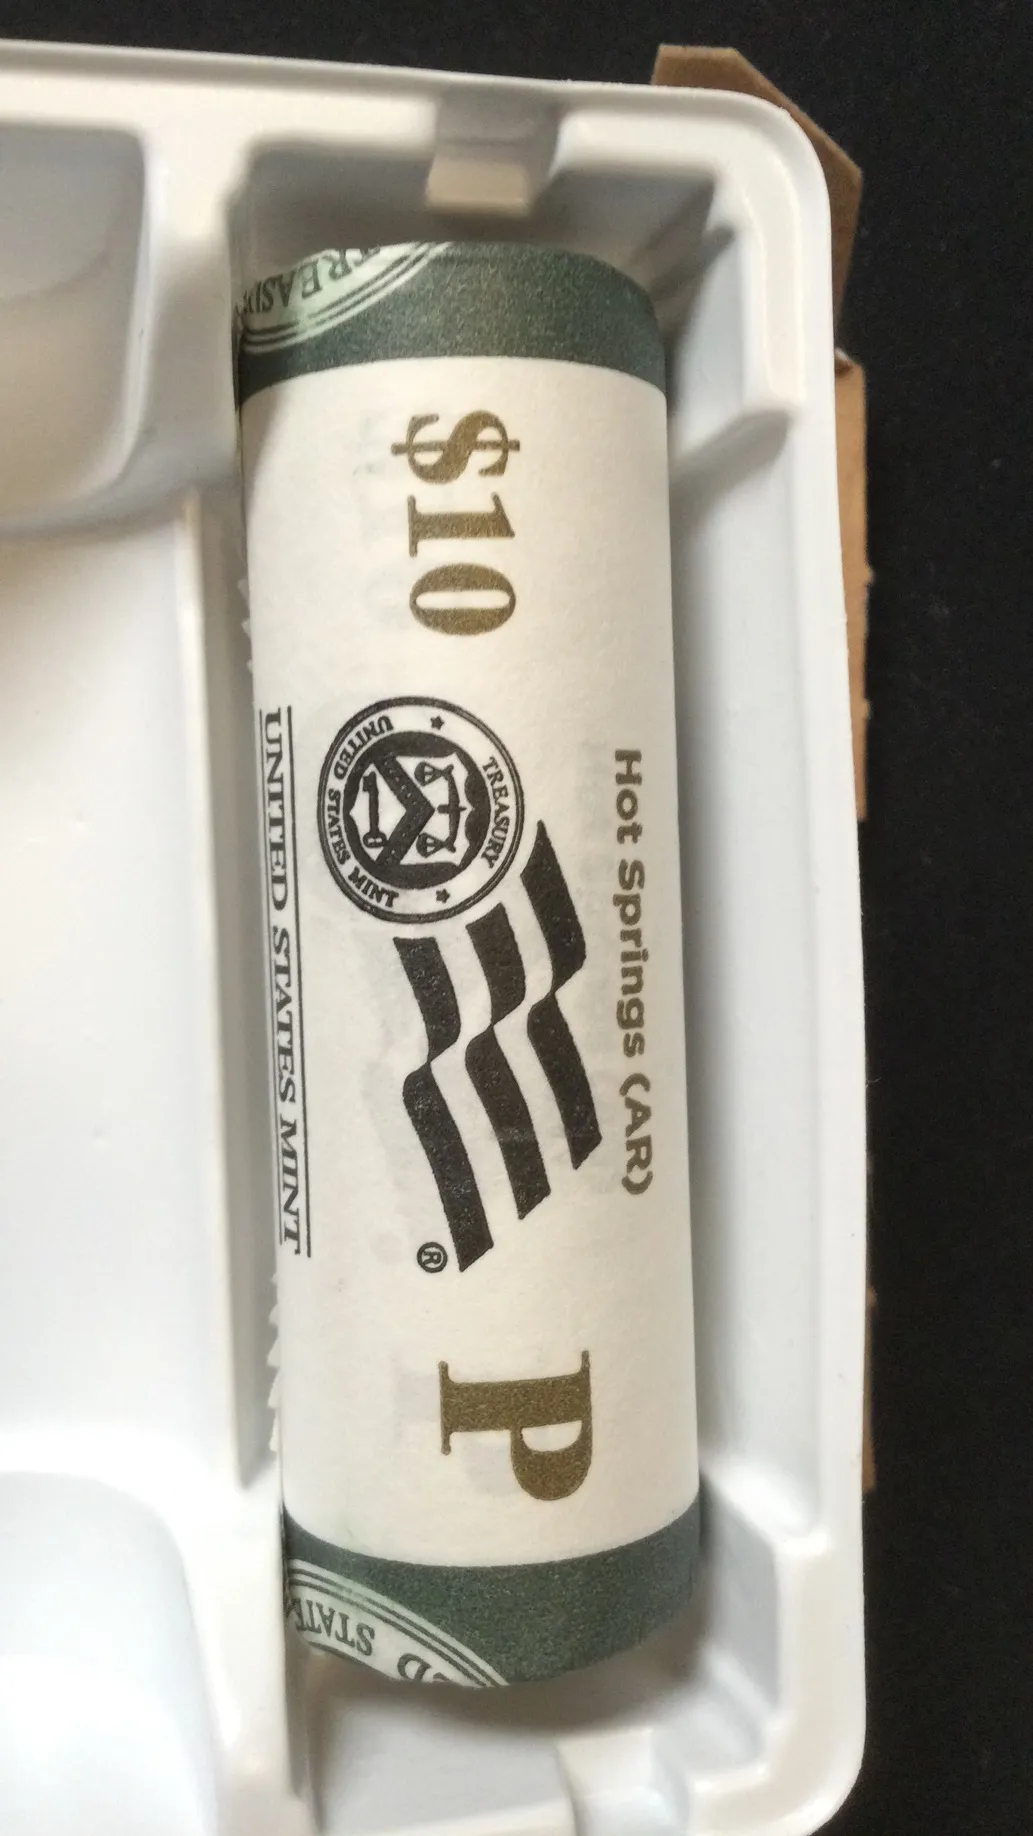 Hot Springs (AR)
$10
TREASURY
UNITED STATES MINT
®
P
UNITED STATES MINT